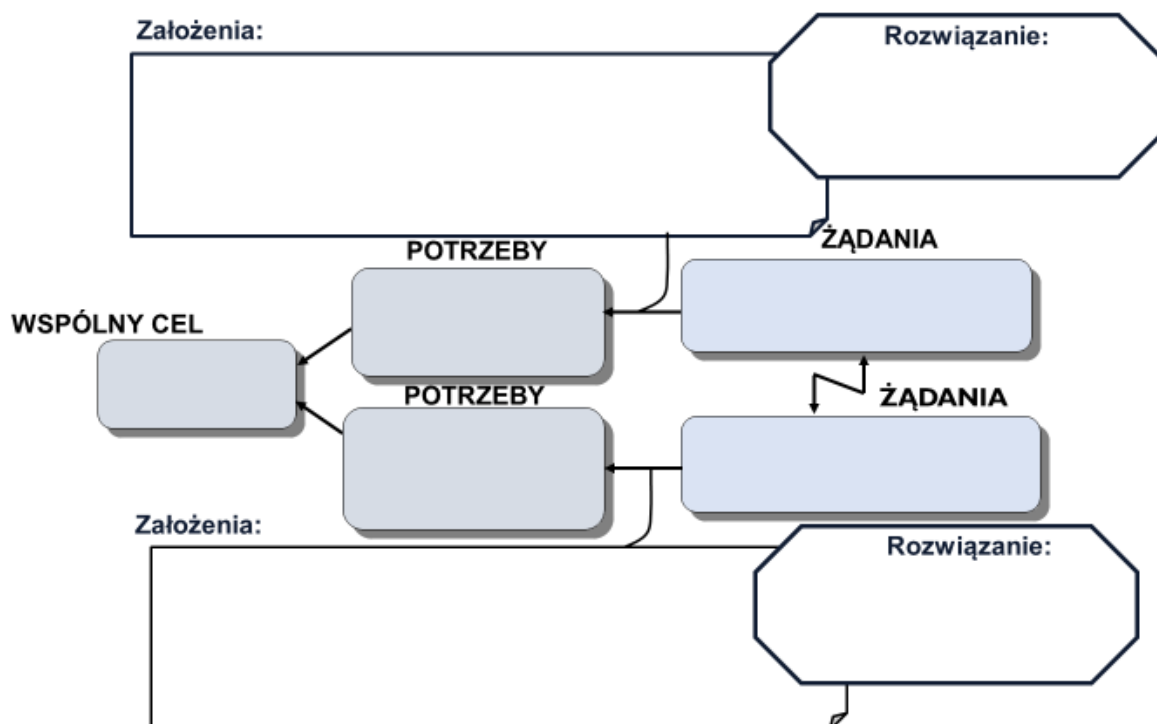 Założenia:
Rozwiązanie:
POTRZEBY
ŻĄDANIA
WSPÓLNY CEL
POTRZEBY
ŻĄDANIA
Założenia:
Rozwiązanie: